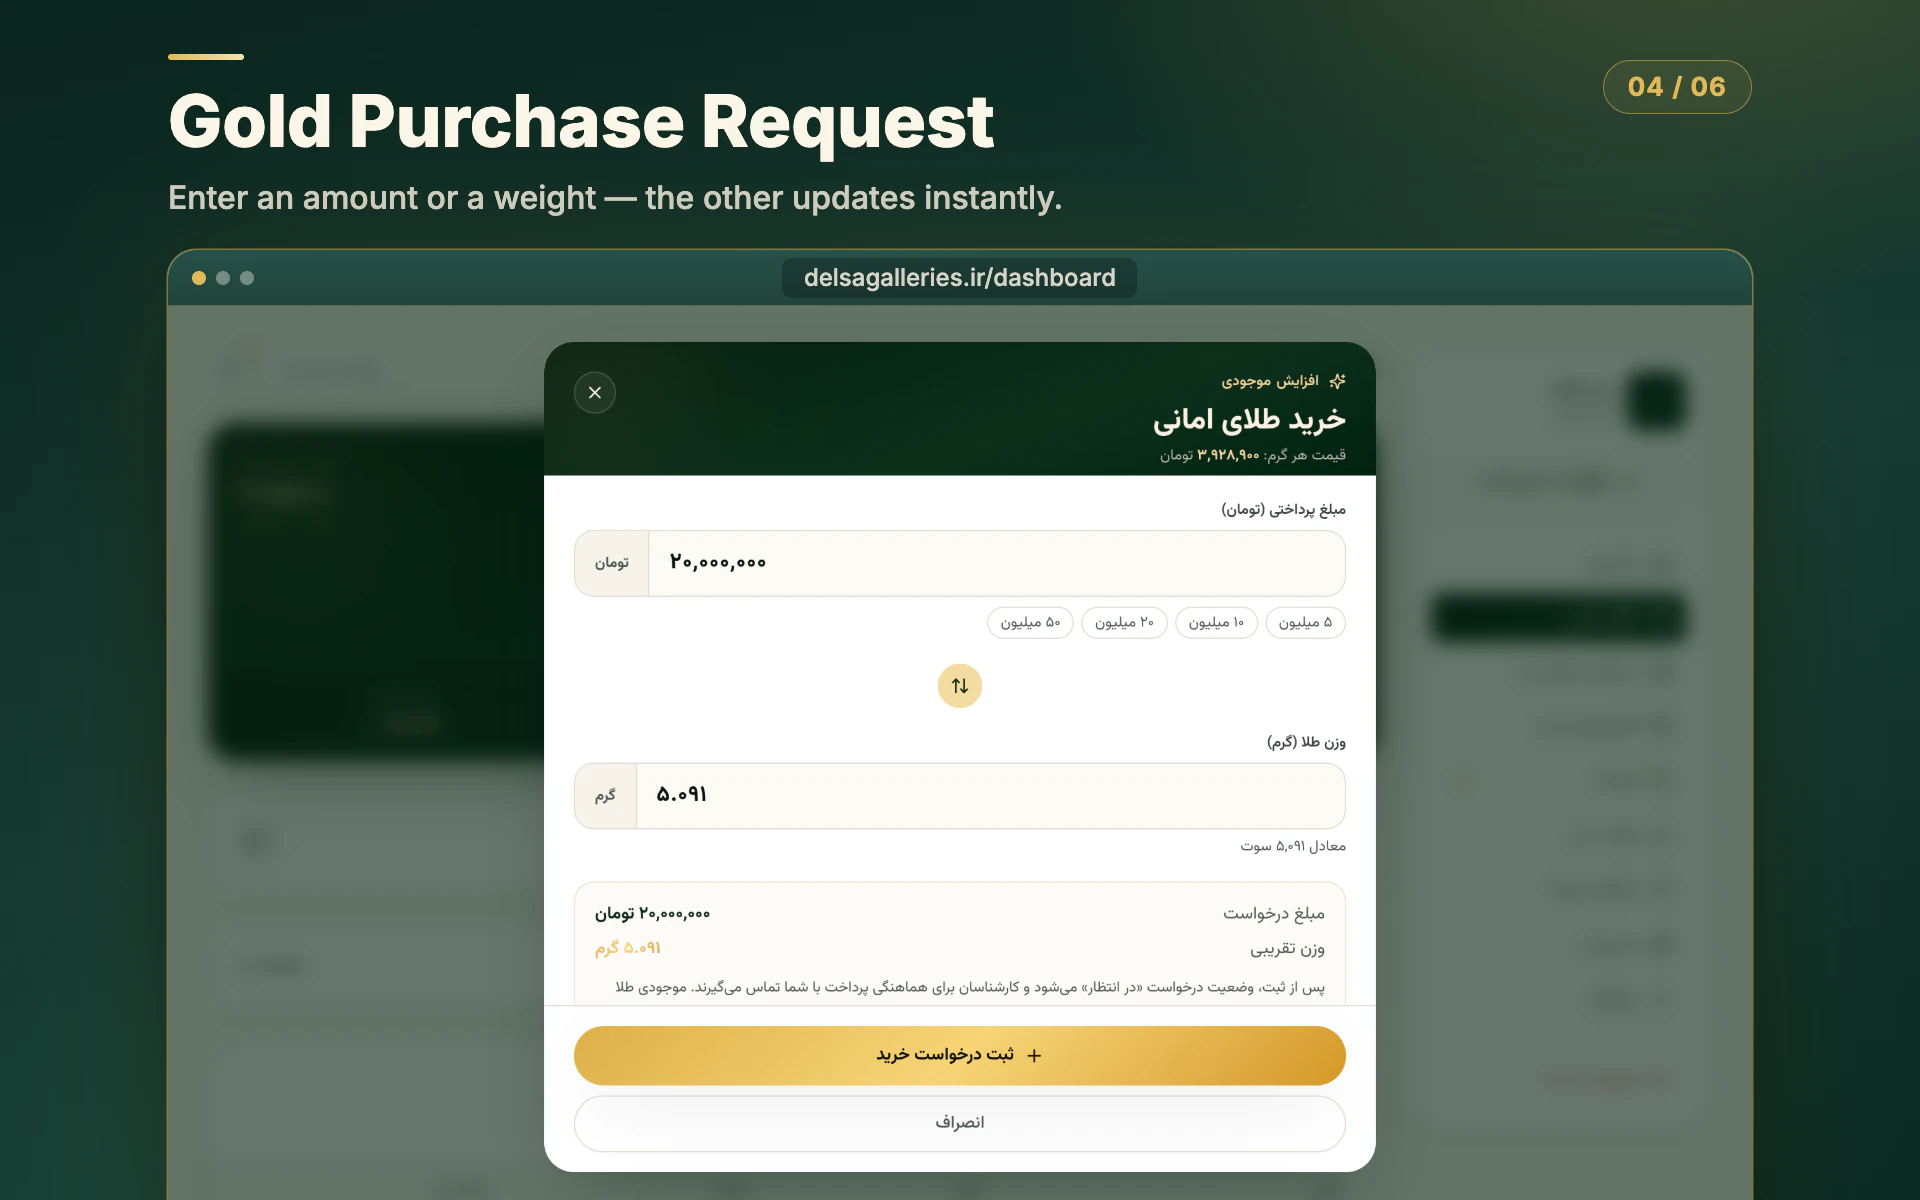 Gold Purchase Request
04 / 06
Enter an amount or a weight — the other updates instantly.
delsagalleries.ir/dashboard
افزایش موجودی
خرید طلای امانی
قیمت هر گرم: ۳,۹۲۸,۹۰۰ تومان
مبلغ پرداختی (تومان)
۲۰,۰۰۰,۰۰۰ تومان
۵ میلیون
۱۰ میلیون
۲۰ میلیون
۵۰ میلیون
وزن طلا (گرم)
۵.۰۹۱ گرم
معادل ۵,۰۹۱ سوت
مبلغ درخواست ۲۰,۰۰۰,۰۰۰ تومان
وزن تقریبی ۵.۰۹۱ گرم
پس از ثبت، وضعیت درخواست «در انتظار» می‌شود و کارشناسان برای هماهنگی پرداخت با شما تماس می‌گیرند. موجودی طلا
ثبت درخواست خرید
انصراف